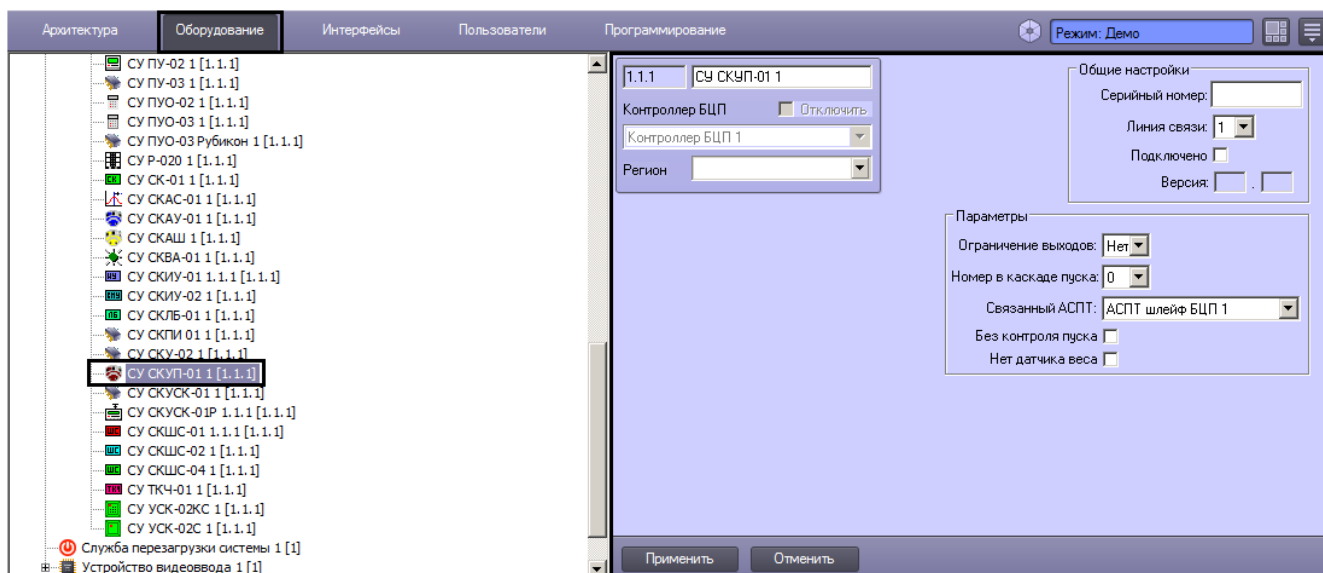 Архитектура Оборудование Интерфейсы Пользователи Программирование Режим: Демо
СУ ПУ-02 1 [1.1.1]
СУ ПУ-03 1 [1.1.1]
СУ ПУО-02 1 [1.1.1]
СУ ПУО-03 1 [1.1.1]
СУ ПУО-03 Рубикон 1 [1.1.1]
СУ Р-020 1 [1.1.1]
СУ СК-01 1 [1.1.1]
СУ СКАС-01 1 [1.1.1]
СУ СКАУ-01 1 [1.1.1]
СУ СКАШ 1 [1.1.1]
СУ СКВА-01 1 [1.1.1]
СУ СКИУ-01 1.1.1 [1.1.1]
СУ СКИУ-02 1 [1.1.1]
СУ СКЛБ-01 1 [1.1.1]
СУ СКПИ 01 1 [1.1.1]
СУ СКУ-02 1 [1.1.1]
СУ СКУП-01 1 [1.1.1]
СУ СКУСК-01 1 [1.1.1]
СУ СКУСК-01Р 1.1.1 [1.1.1]
СУ СКШС-01 1.1.1 [1.1.1]
СУ СКШС-02 1 [1.1.1]
СУ СКШС-04 1 [1.1.1]
СУ ТКЧ-01 1 [1.1.1]
СУ УСК-02КС 1 [1.1.1]
СУ УСК-02С 1 [1.1.1]
Служба перезагрузки системы 1 [1]
Устройство видеоввода 1 [1]
1.1.1 СУ СКУП-01 1
Контроллер БЦП Отключить
Контроллер БЦП 1
Регион
Общие настройки
Серийный номер:
Линия связи: 1
Подключено
Версия: .
Параметры
Ограничение выходов: Нет
Номер в каскаде пуска: 0
Связанный АСПТ: АСПТ шлейф БЦП 1
Без контроля пуска
Нет датчика веса
Применить Отменить